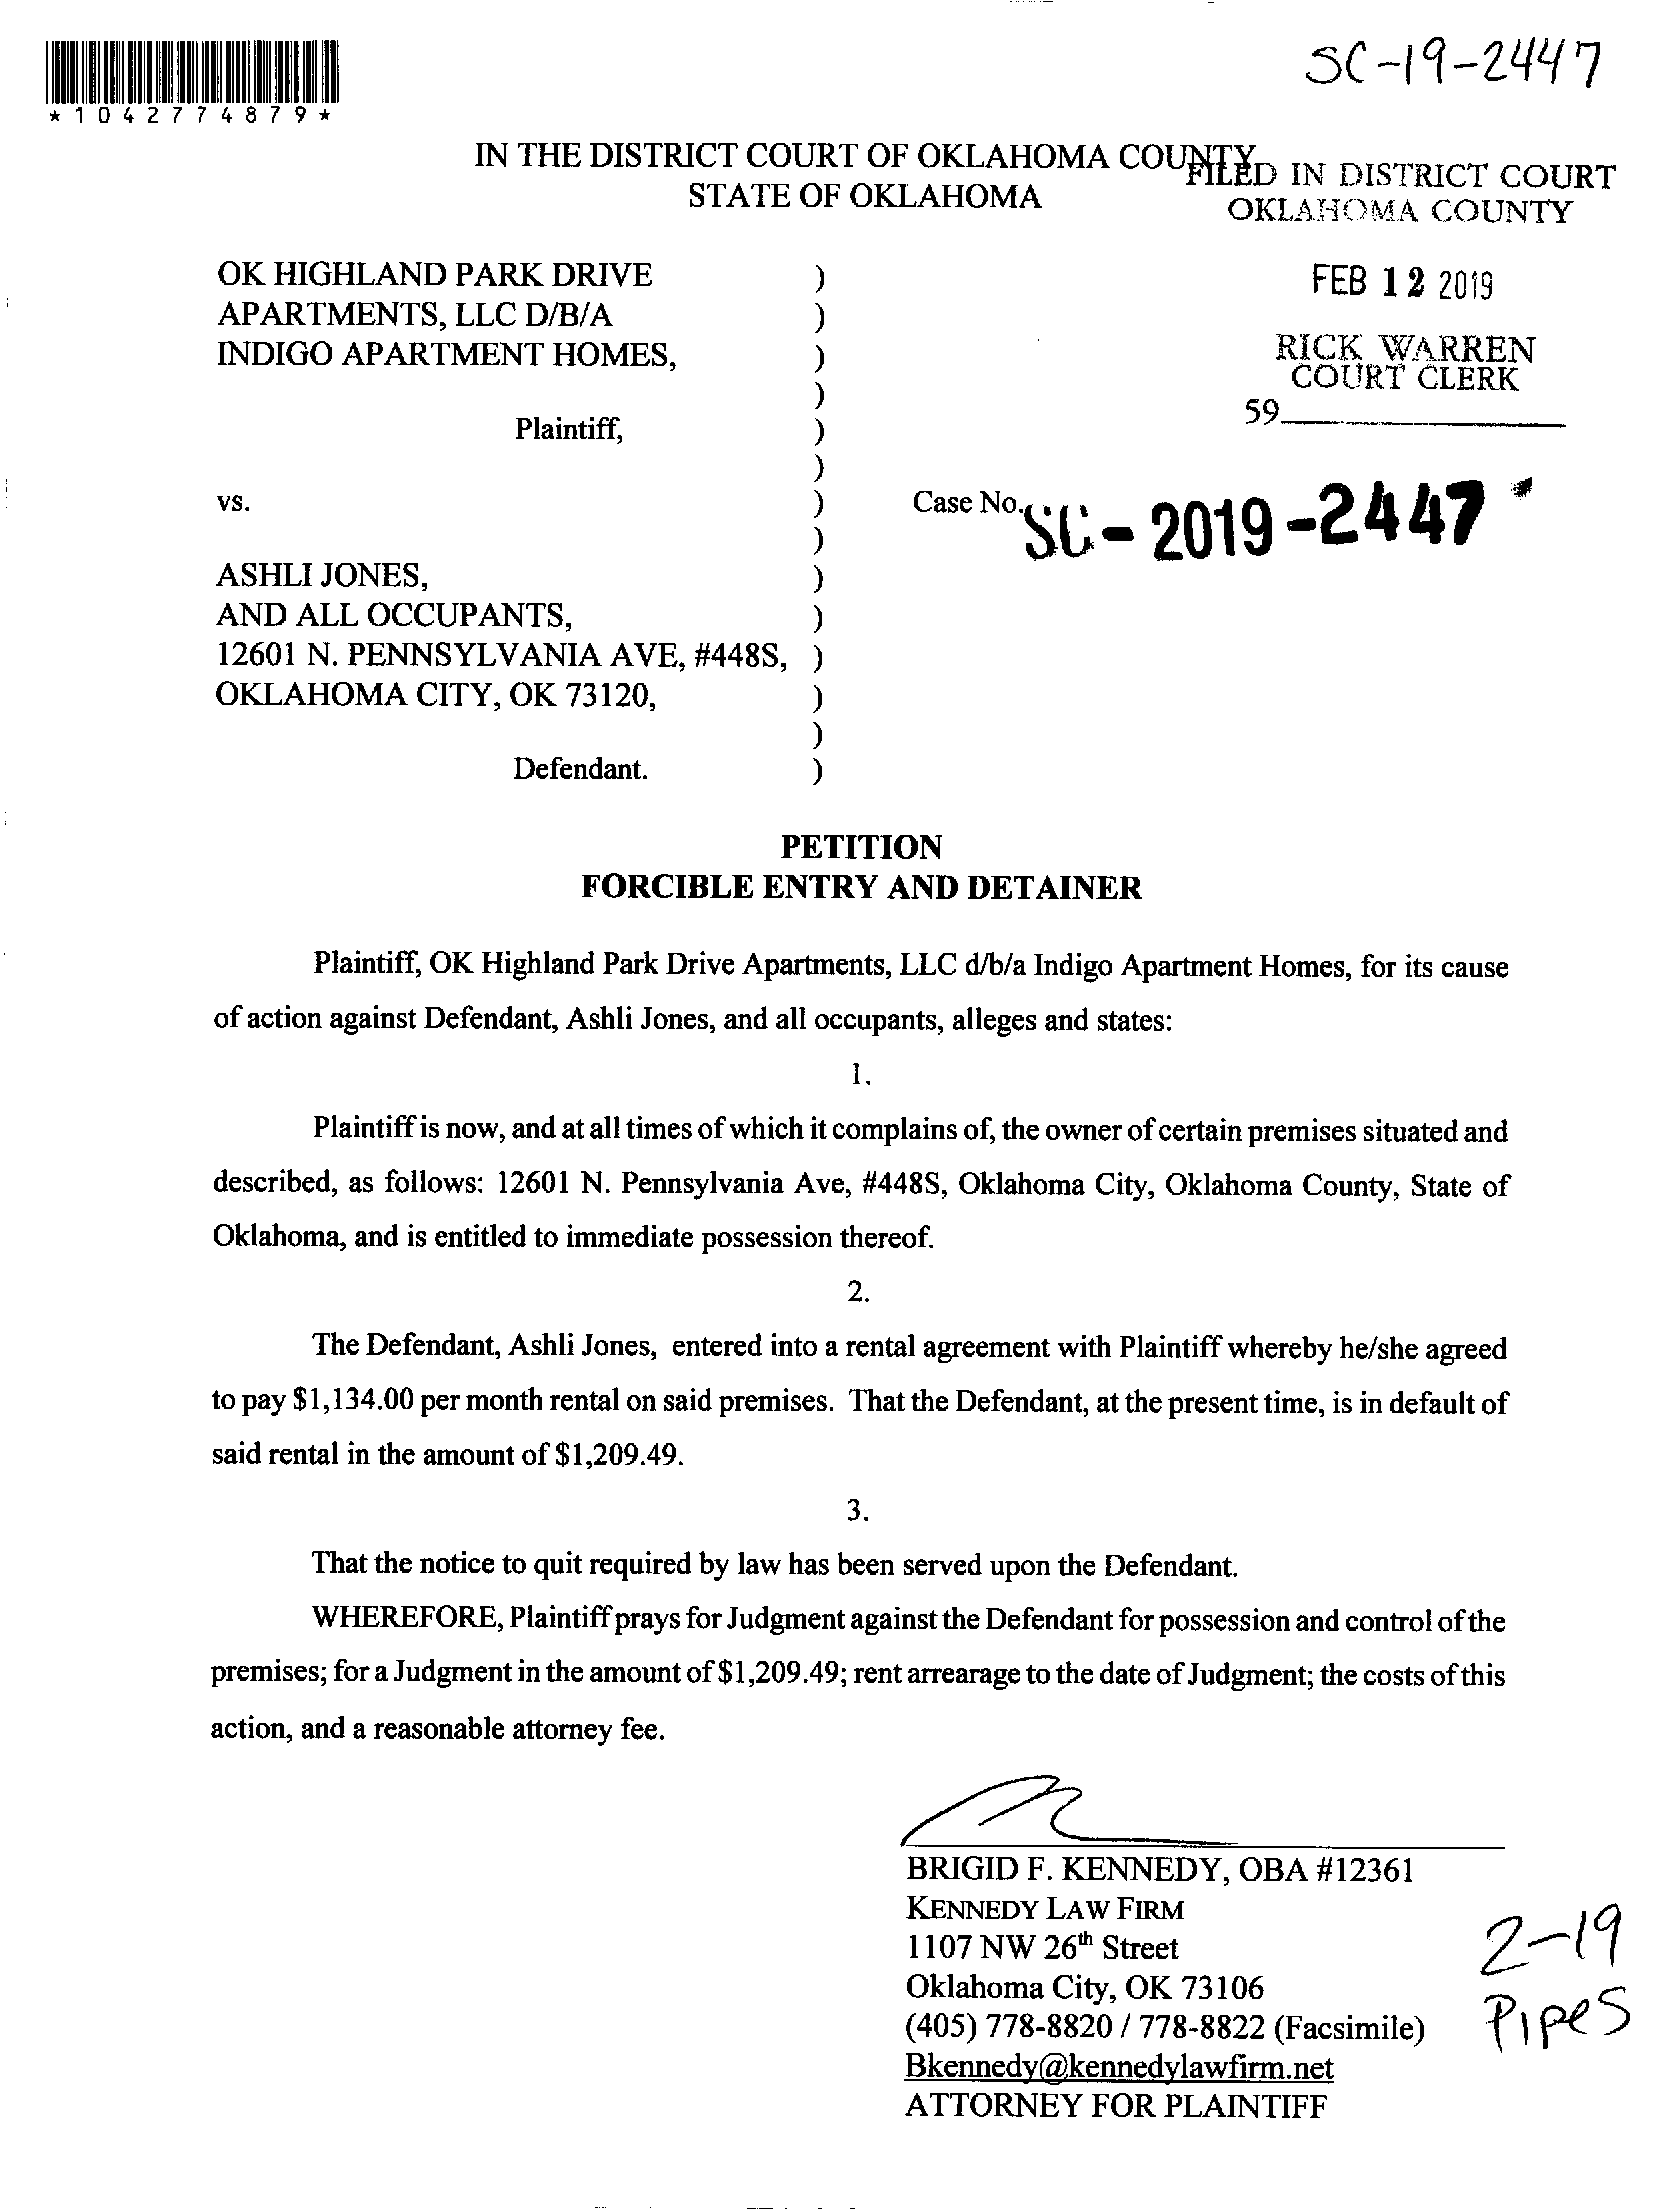 SC-19-2447
*1042774879*
IN THE DISTRICT COURT OF OKLAHOMA COUNTY
STATE OF OKLAHOMA
FILED IN DISTRICT COURT
OKLAHOMA COUNTY
FEB 12 2019
RICK WARREN
COURT CLERK
59
OK HIGHLAND PARK DRIVE )
APARTMENTS, LLC D/B/A )
INDIGO APARTMENT HOMES, )
)
Plaintiff, )
)
vs. ) Case No. SC-2019-2447
)
ASHLI JONES, )
AND ALL OCCUPANTS, )
12601 N. PENNSYLVANIA AVE, #448S, )
OKLAHOMA CITY, OK 73120, )
)
Defendant. )
PETITION
FORCIBLE ENTRY AND DETAINER
Plaintiff, OK Highland Park Drive Apartments, LLC d/b/a Indigo Apartment Homes, for its cause
of action against Defendant, Ashli Jones, and all occupants, alleges and states:
1.
Plaintiff is now, and at all times of which it complains of, the owner of certain premises situated and
described, as follows: 12601 N. Pennsylvania Ave, #448S, Oklahoma City, Oklahoma County, State of
Oklahoma, and is entitled to immediate possession thereof.
2.
The Defendant, Ashli Jones, entered into a rental agreement with Plaintiff whereby he/she agreed
to pay $1,134.00 per month rental on said premises. That the Defendant, at the present time, is in default of
said rental in the amount of $1,209.49.
3.
That the notice to quit required by law has been served upon the Defendant.
WHEREFORE, Plaintiff prays for Judgment against the Defendant for possession and control of the
premises; for a Judgment in the amount of $1,209.49; rent arrearage to the date of Judgment; the costs of this
action, and a reasonable attorney fee.
BRIGID F. KENNEDY, OBA #12361
KENNEDY LAW FIRM
1107 NW 26th Street
Oklahoma City, OK 73106
(405) 778-8820 / 778-8822 (Facsimile)
Bkennedy@kennedylawfirm.net
ATTORNEY FOR PLAINTIFF
2-19
Pipes